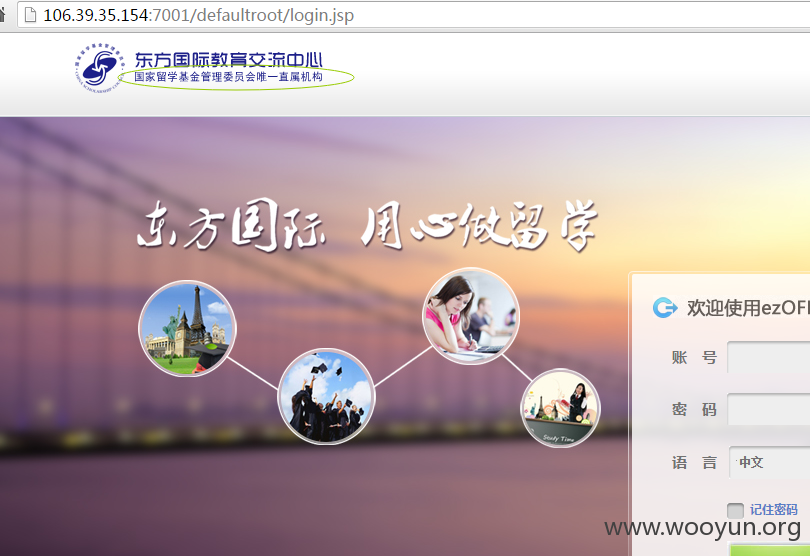 106.39.35.154:7001/defaultroot/login.jsp
东方国际教育交流中心
国家留学基金管理委员会唯一直属机构
东方国际 用心做留学
Study Time
欢迎使用ezOF
账 号
密 码
语 言 中文
记住密码
www.wooyun.org